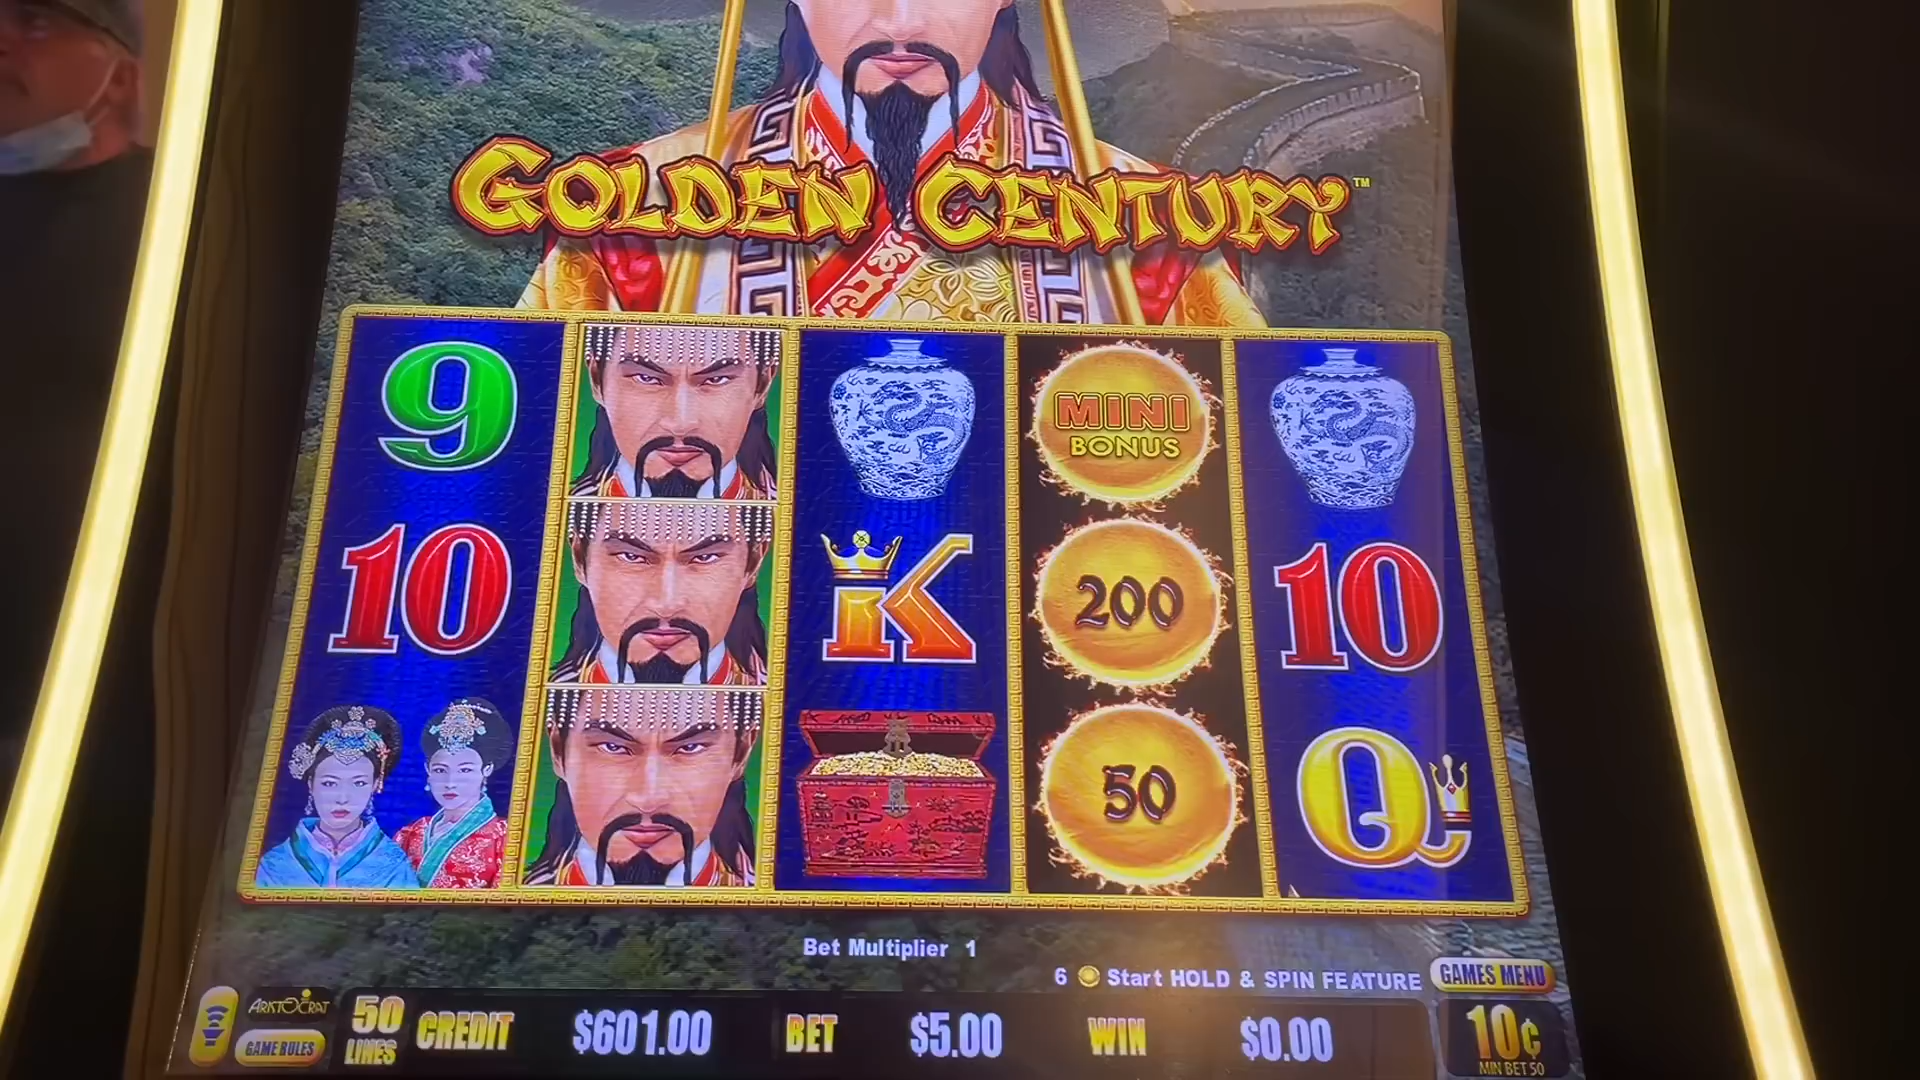 GOLDEN CENTURY™
9
MINI
BONUS
10
K
200
10
50
Q
Bet Multiplier 1
6 Start HOLD & SPIN FEATURE
GAMES MENU
ARISTOCRAT
GAME RULES
50
LINES
CREDIT $601.00
BET $5.00
WIN $0.00
10¢
MIN BET 50